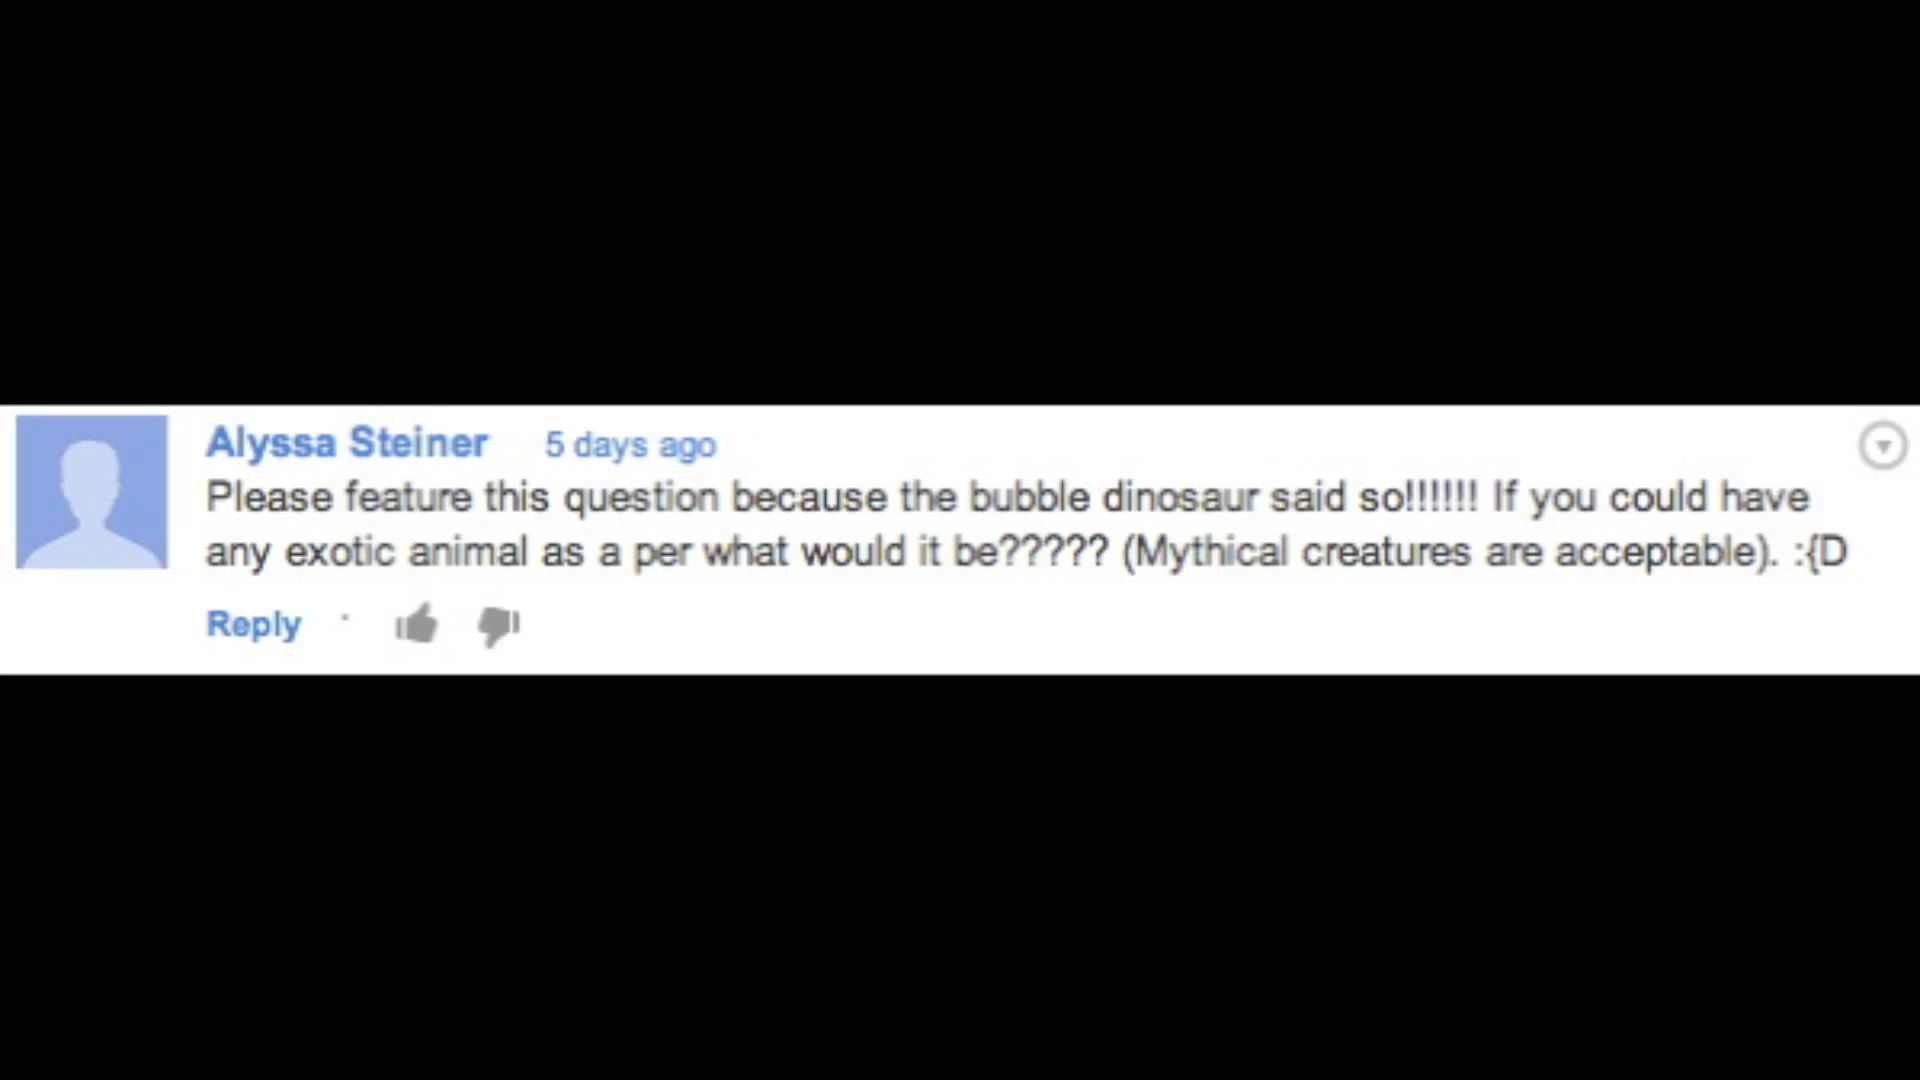 Alyssa Steiner 5 days ago
Please feature this question because the bubble dinosaur said so!!!!!! If you could have
any exotic animal as a per what would it be????? (Mythical creatures are acceptable). :{D
Reply